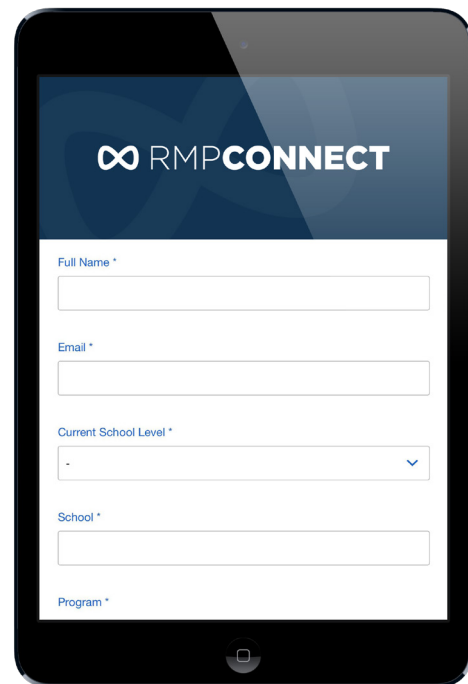 RMPCONNECT
Full Name *
Email *
Current School Level *
-
School *
Program *